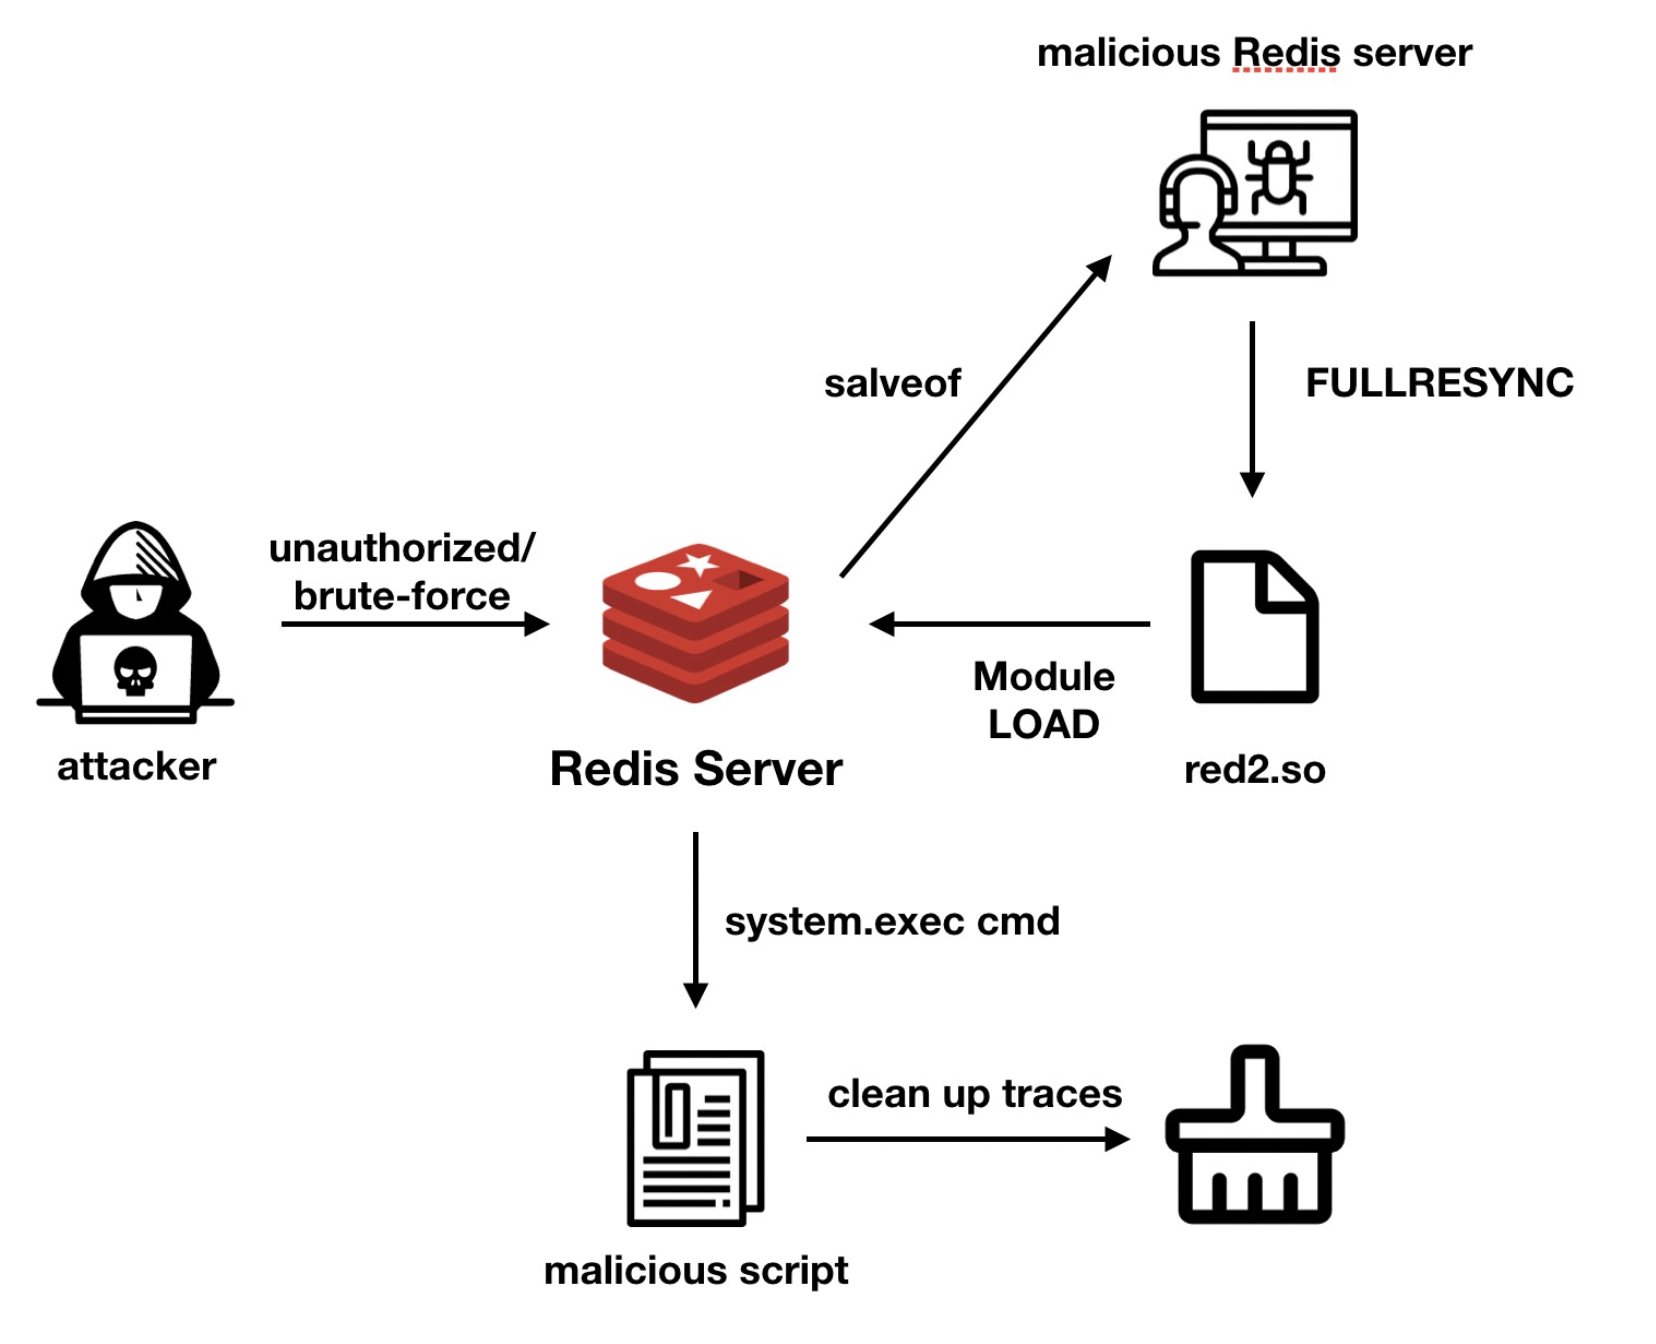 malicious Redis server
salveof
FULLRESYNC
unauthorized/
brute-force
Module
LOAD
attacker
Redis Server
red2.so
system.exec cmd
clean up traces
malicious script